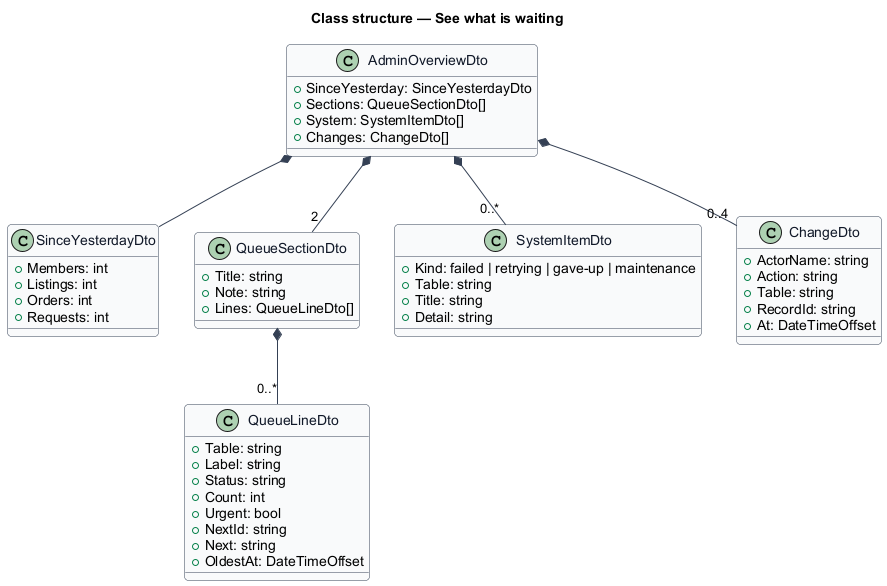 Class structure — See what is waiting
C AdminOverviewDto
SinceYesterday: SinceYesterdayDto
Sections: QueueSectionDto[]
System: SystemItemDto[]
Changes: ChangeDto[]
2
0..*
0..4
C SinceYesterdayDto
Members: int
Listings: int
Orders: int
Requests: int
C QueueSectionDto
Title: string
Note: string
Lines: QueueLineDto[]
C SystemItemDto
Kind: failed | retrying | gave-up | maintenance
Table: string
Title: string
Detail: string
C ChangeDto
ActorName: string
Action: string
Table: string
RecordId: string
At: DateTimeOffset
0..*
C QueueLineDto
Table: string
Label: string
Status: string
Count: int
Urgent: bool
NextId: string
Next: string
OldestAt: DateTimeOffset